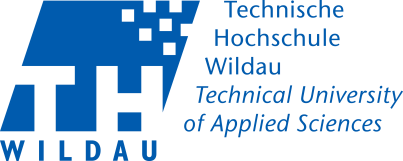 TH
WILDAU
Technische
Hochschule
Wildau
Technical University
of Applied Sciences